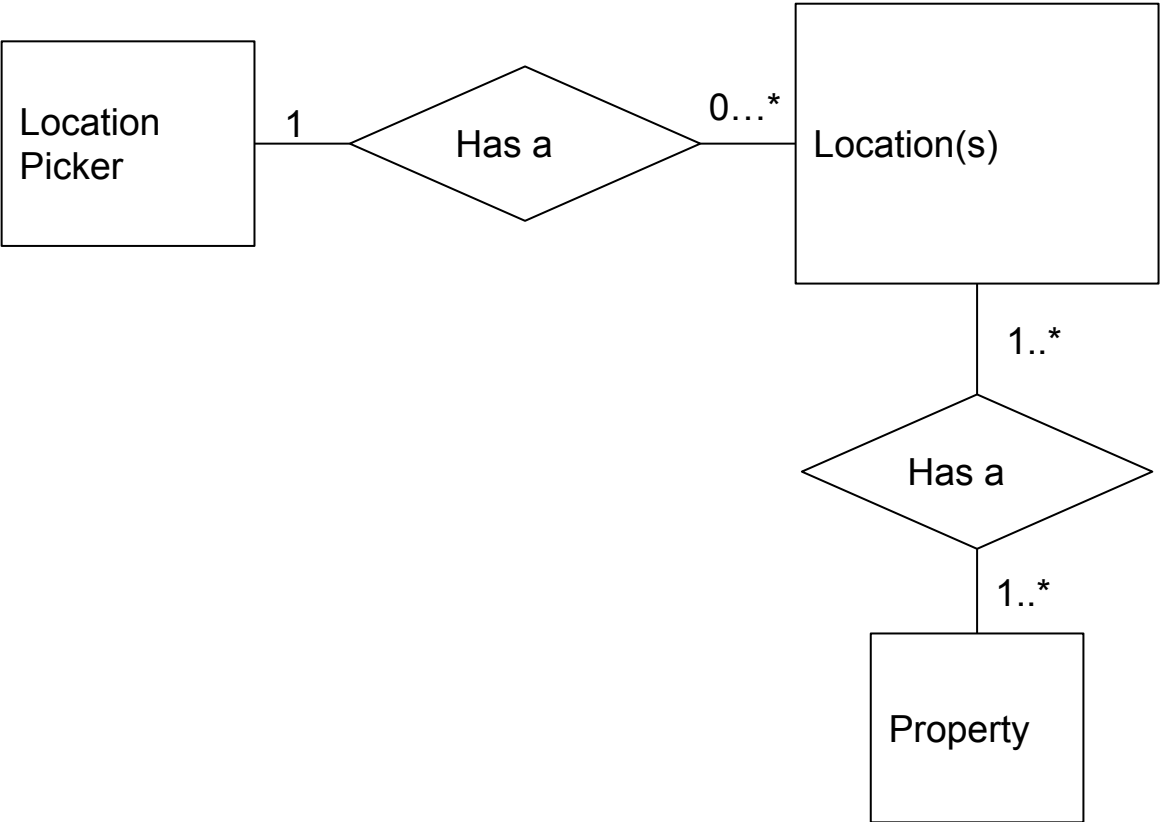 Location
Picker
1
Has a
0...*
Location(s)
1..*
Has a
1..*
Property